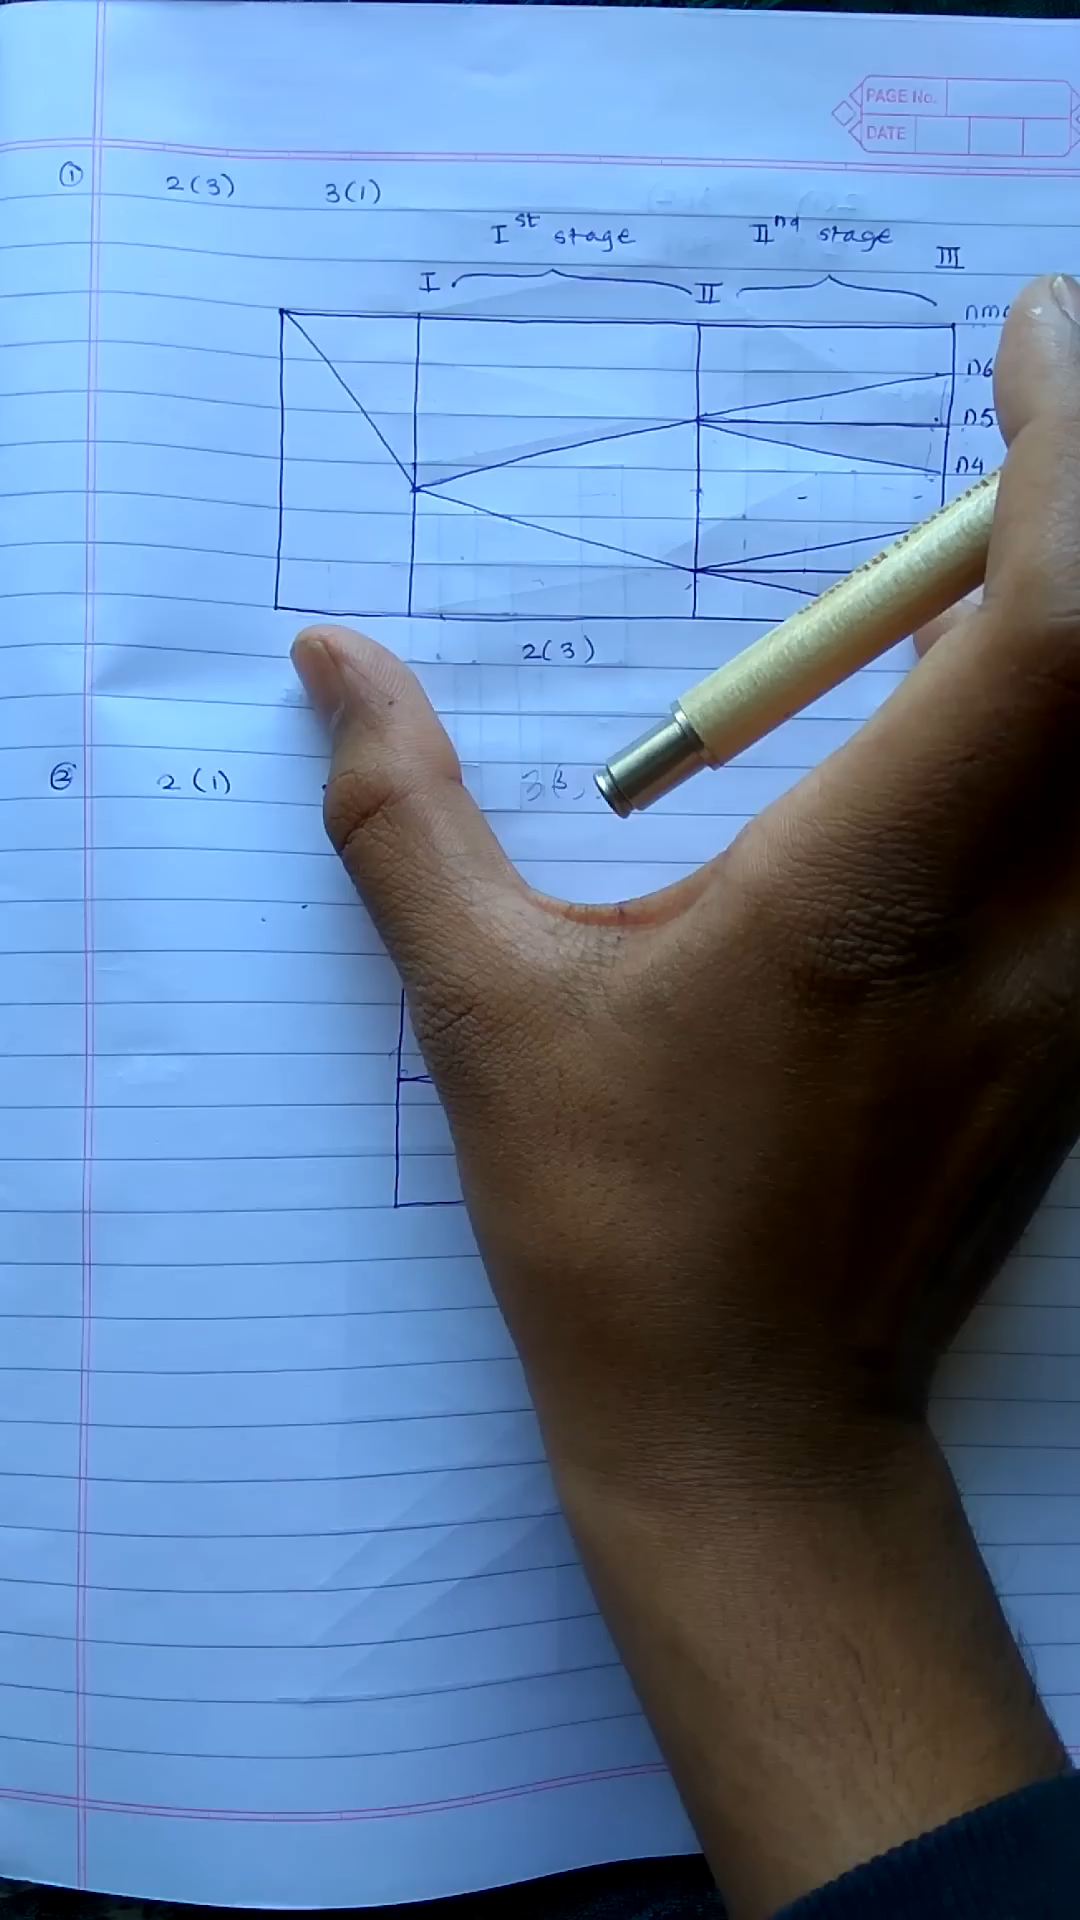 PAGE No.
DATE
① 2(3) 3(1)
Ist stage IInd stage
I II III
n6
n5
n4
2(3)
② 2(1)